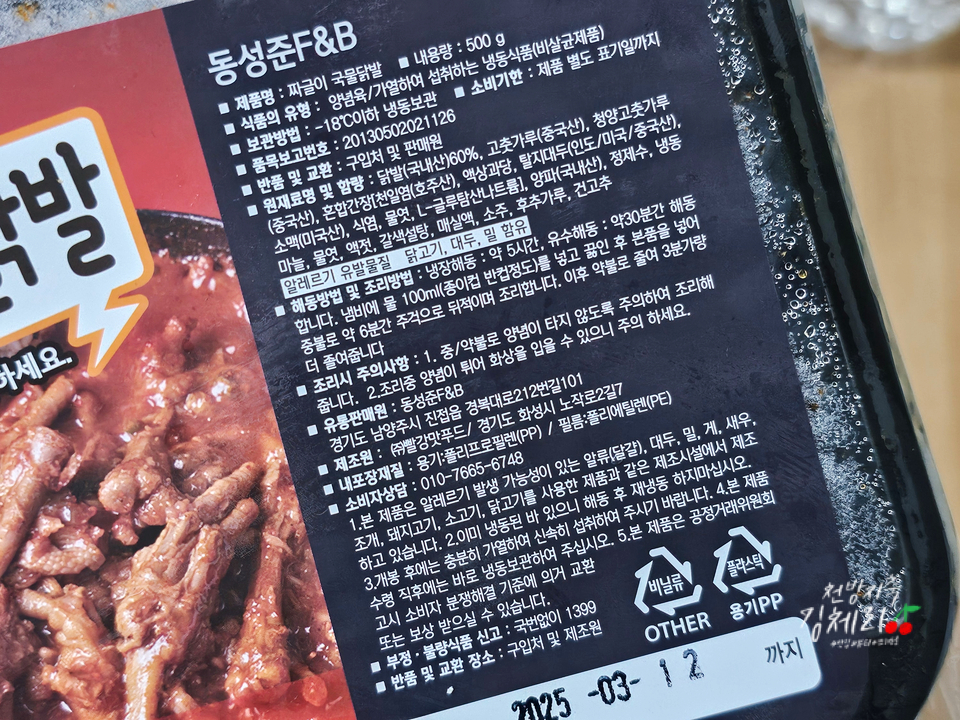 닭발
하세요.
동성준F&B
■ 제품명 : 찌글이 국물닭발 ■ 내용량 : 500 g
■ 식품의 유형 : 양념육/가열하여 섭취하는 냉동식품(비살균제품)
■ 보관방법 : -18℃이하 냉동보관 ■ 소비기한 : 제품 별도 표기일까지
■ 품목보고번호 : 20130502021126
■ 반품 및 교환 : 구입처 및 판매원
■ 원재료명 및 함량 : 닭발(국내산)60%, 고춧가루(중국산), 청양고춧가루
(중국산), 혼합간장[천일염(호주산), 액상과당, 탈지대두(인도/미국/중국산),
소맥(미국산), 식염, 물엿, L-글루탐산나트륨], 양파(국내산), 정제수, 냉동
마늘, 물엿, 액젓, 갈색설탕, 매실액, 소주, 후추가루, 건고추
알레르기 유발물질 닭고기, 대두, 밀 함유
■ 해동방법 및 조리방법 : 냉장해동 : 약 5시간, 유수해동 : 약30분간 해동
합니다. 냄비에 물 100ml(종이컵 반컵정도)를 넣고 끓인 후 본품을 넣어
중불로 약 6분간 주걱으로 뒤적이며 조리합니다. 이후 약불로 줄여 3분가량
더 졸여줍니다
■ 조리시 주의사항 : 1. 중/약불로 양념이 타지 않도록 주의하여 조리해
줍니다. 2.조리중 양념이 튀어 화상을 입을 수 있으니 주의 하세요.
■ 유통판매원 : 동성준F&B
경기도 남양주시 진접읍 경복대로212번길101
■ 제조원 : ㈜빨강맛푸드/ 경기도 화성시 노작로2길7
■ 내포장재질 : 용기:폴리프로필렌(PP) / 필름:폴리에틸렌(PE)
■ 소비자상담 : 010-7665-6748
1.본 제품은 알레르기 발생 가능성이 있는 알류(달걀), 대두, 밀, 게, 새우,
조개, 돼지고기, 소고기, 닭고기를 사용한 제품과 같은 제조시설에서 제조
하고 있습니다. 2.이미 냉동된 바 있으니 해동 후 재냉동 하지마십시오.
3.개봉 후에는 충분히 가열하여 신속히 섭취하여 주시기 바랍니다. 4.본 제품
수령 직후에는 바로 냉동보관하여 주십시오. 5.본 제품은 공정거래위원회
고시 소비자 분쟁해결 기준에 의거 교환
또는 보상 받으실 수 있습니다.
■ 부정·불량식품 신고 : 국번없이 1399
■ 반품 및 교환 장소 : 구입처 및 제조원
비닐류
OTHER
플라스틱
용기PP
2025 -03- 12 까지
천방지축
김체리